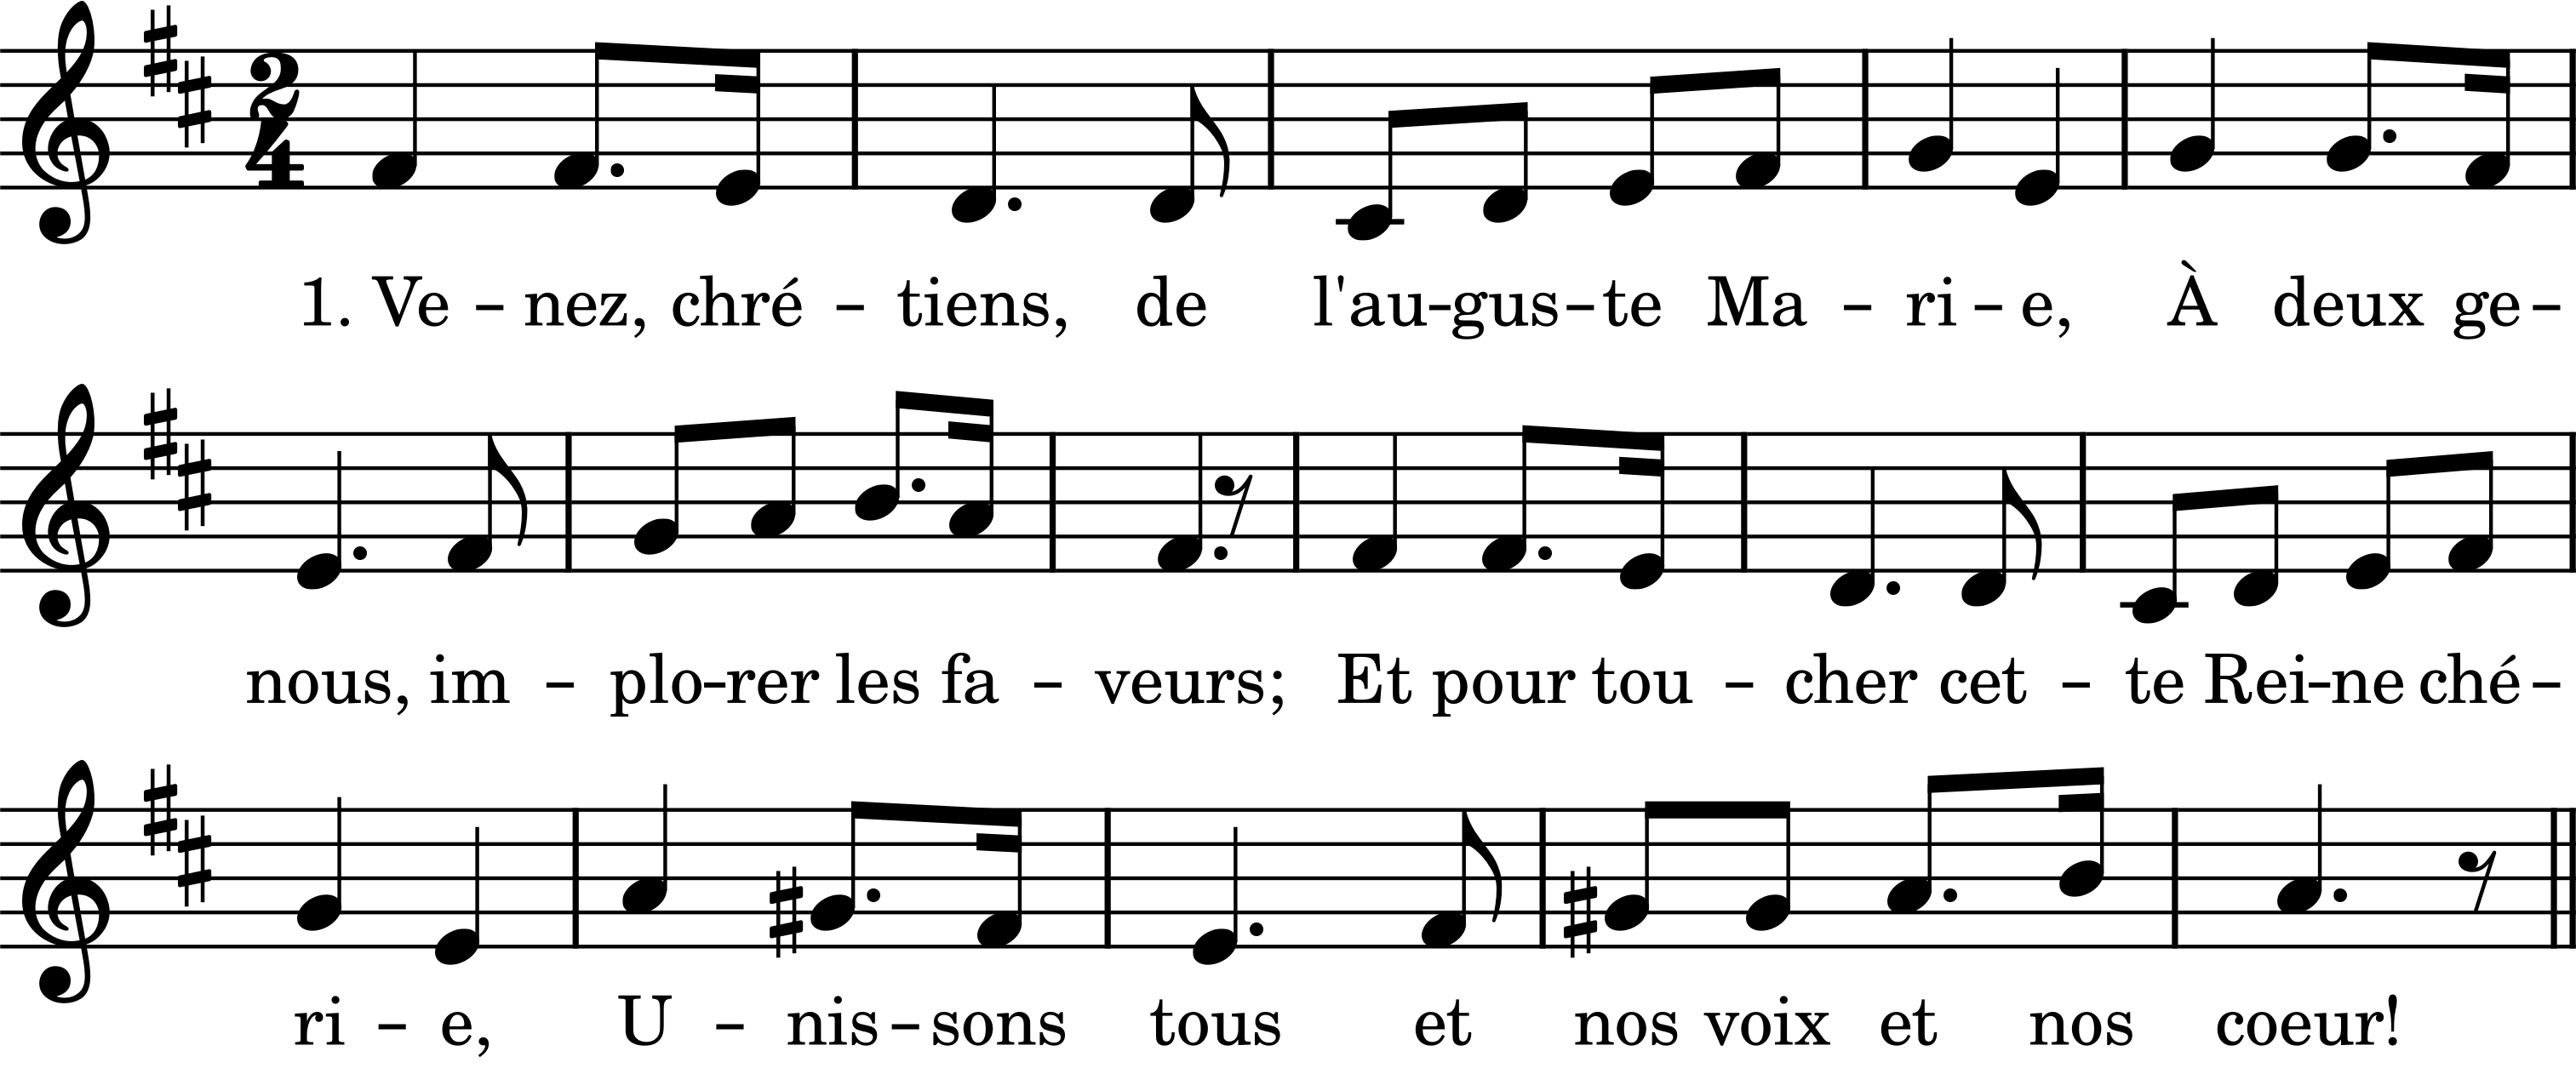 1. Ve – nez, chré – tiens, de l'au-gus–te Ma – ri – e, À deux ge–
nous, im – plo-rer les fa – veurs; Et pour tou – cher cet – te Rei-ne ché–
ri – e, U – nis–sons tous et nos voix et nos coeur!